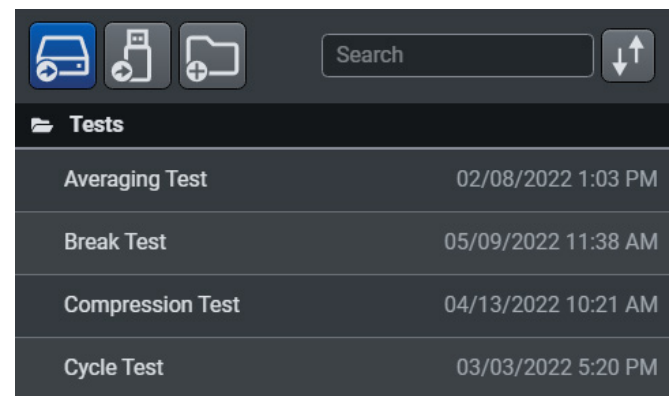 Search
Tests
Averaging Test 02/08/2022 1:03 PM
Break Test 05/09/2022 11:38 AM
Compression Test 04/13/2022 10:21 AM
Cycle Test 03/03/2022 5:20 PM